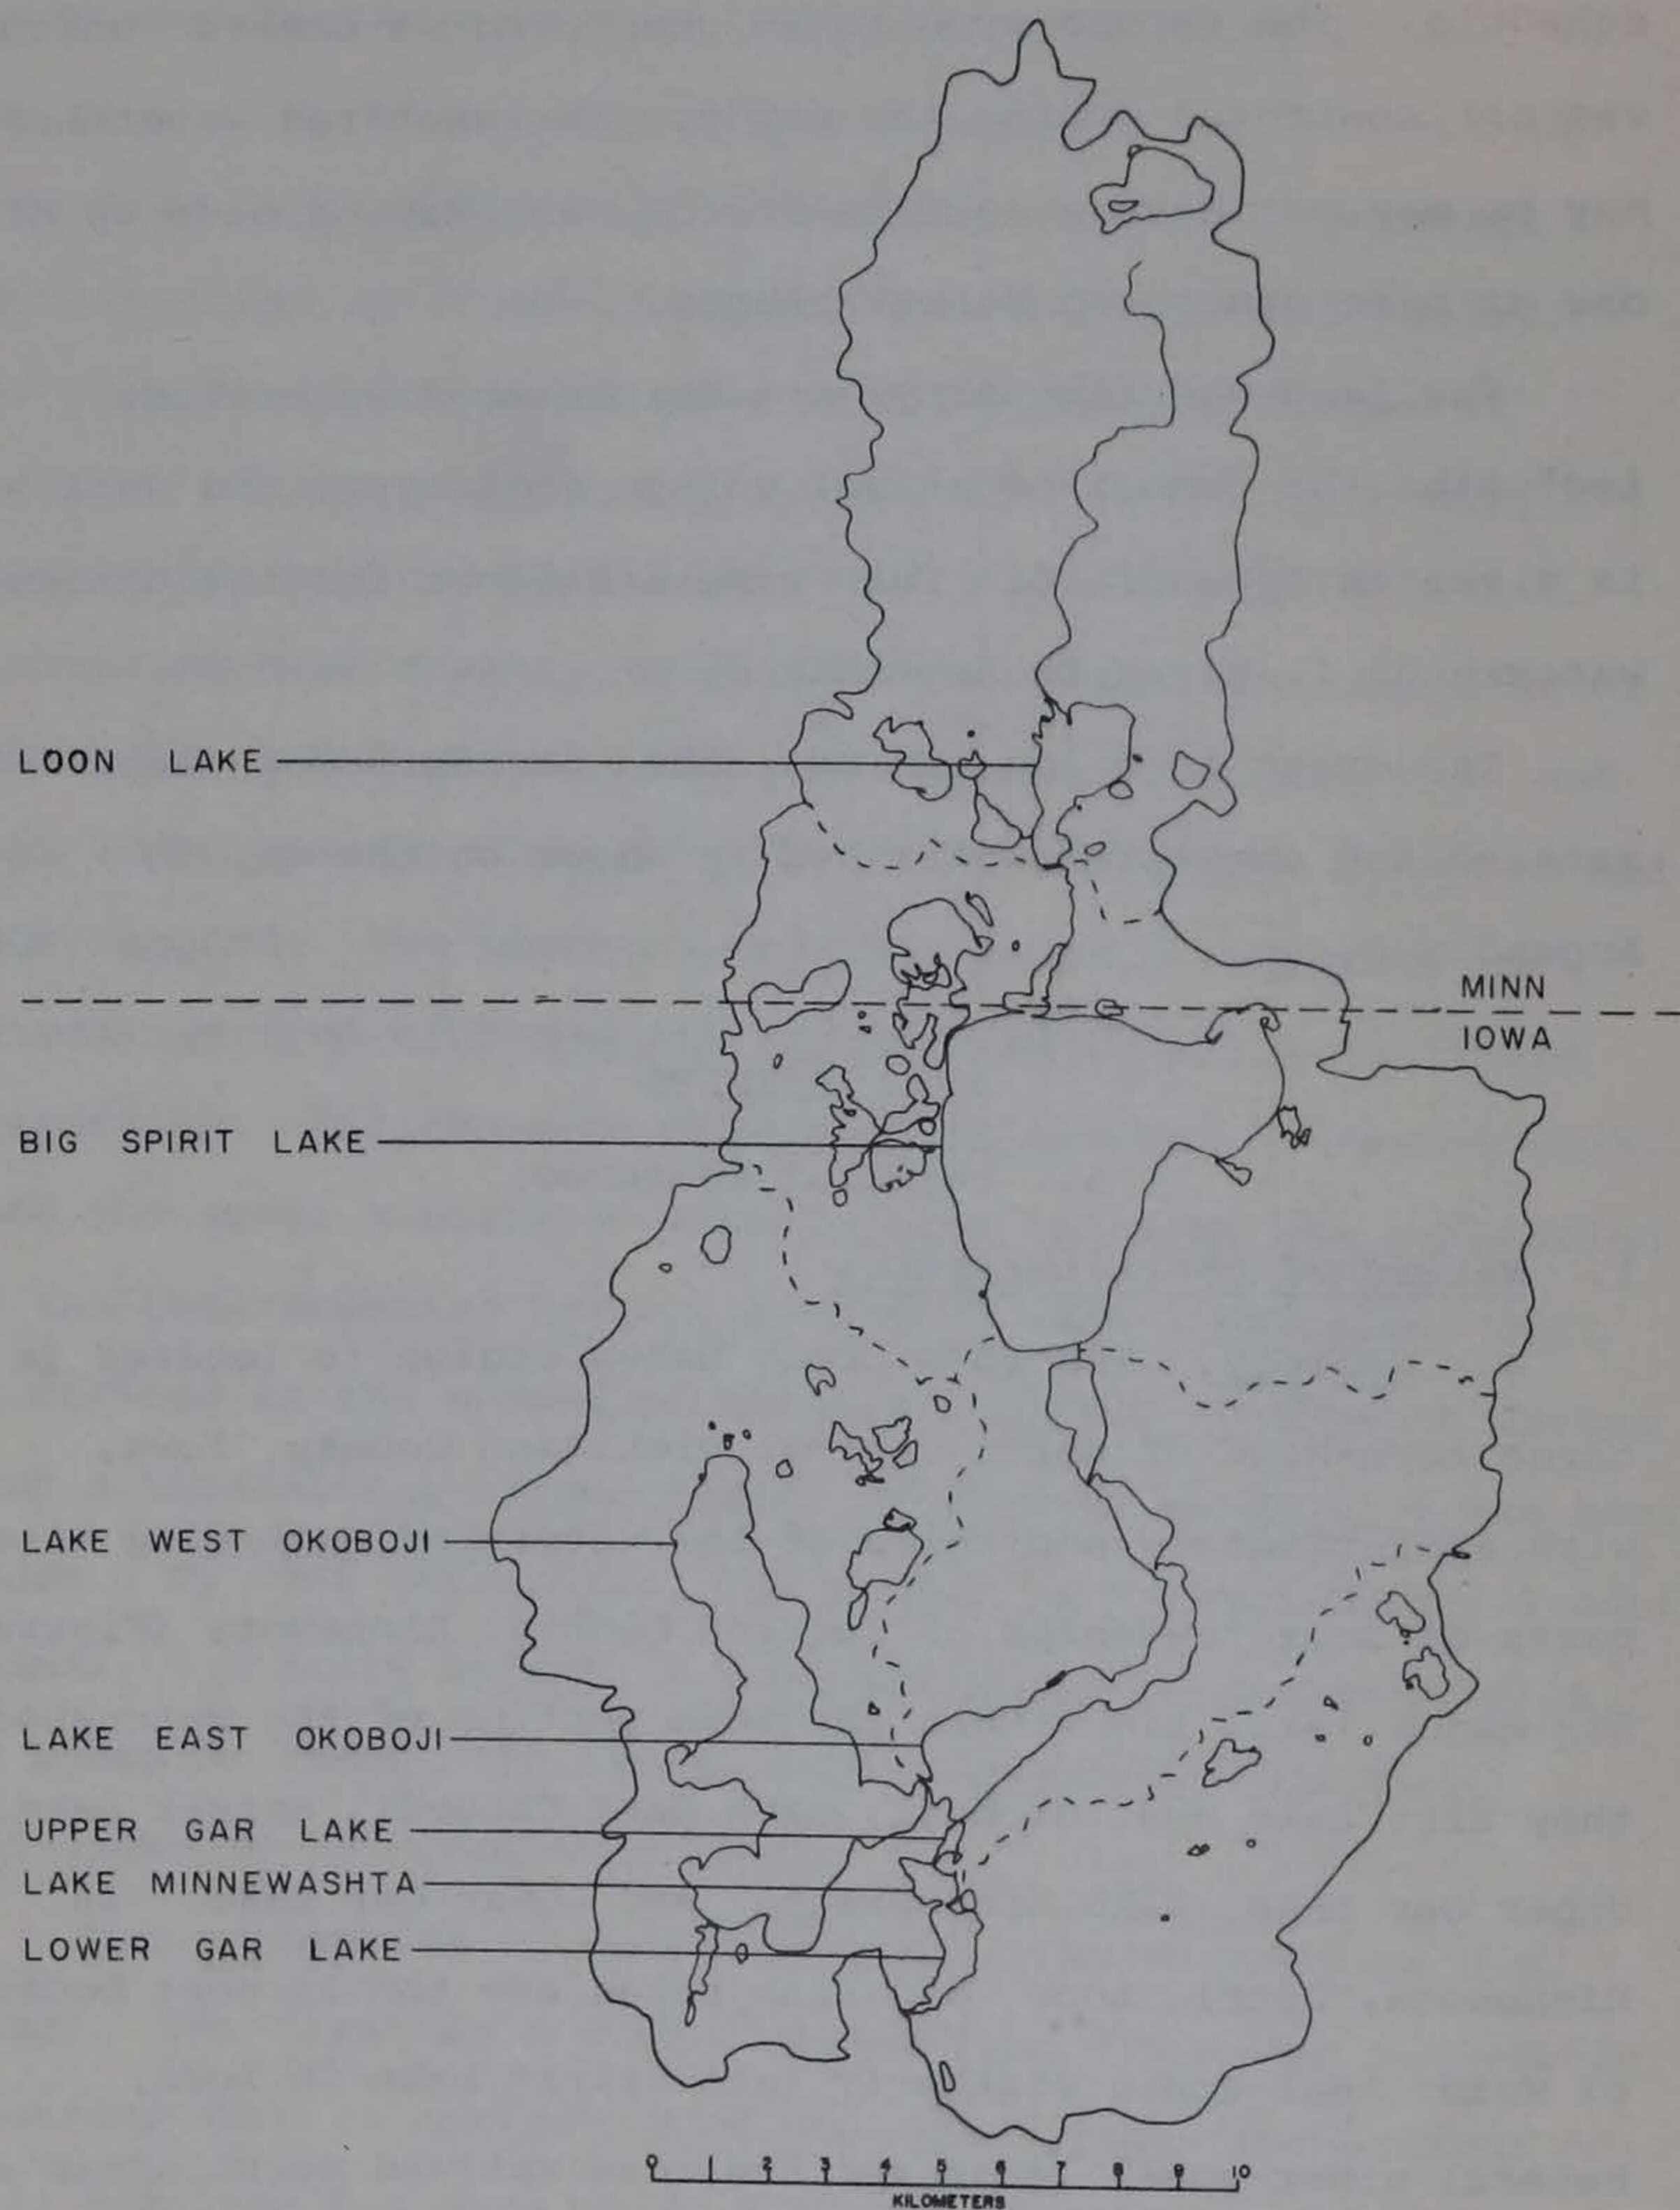 LOON LAKE
MINN
IOWA
BIG SPIRIT LAKE
LAKE WEST OKOBOJI
LAKE EAST OKOBOJI
UPPER GAR LAKE
LAKE MINNEWASHTA
LOWER GAR LAKE
0 1 2 3 4 5 6 7 8 9 10
KILOMETERS